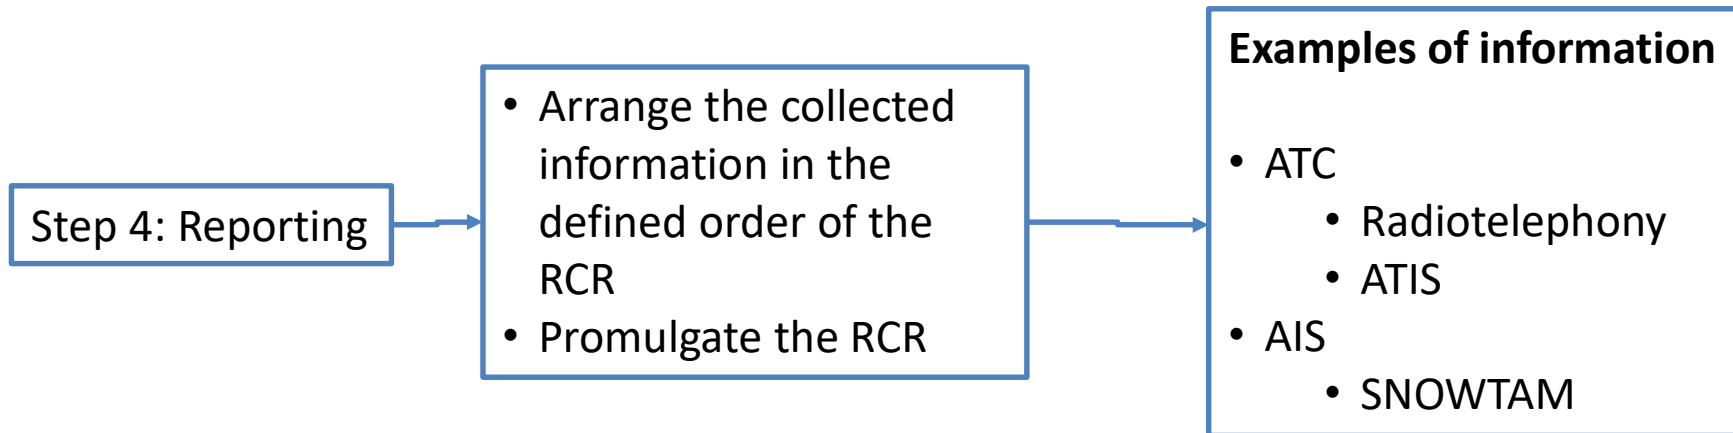 Step 4: Reporting
• Arrange the collected
information in the
defined order of the
RCR
• Promulgate the RCR
Examples of information
• ATC
• Radiotelephony
• ATIS
• AIS
• SNOWTAM